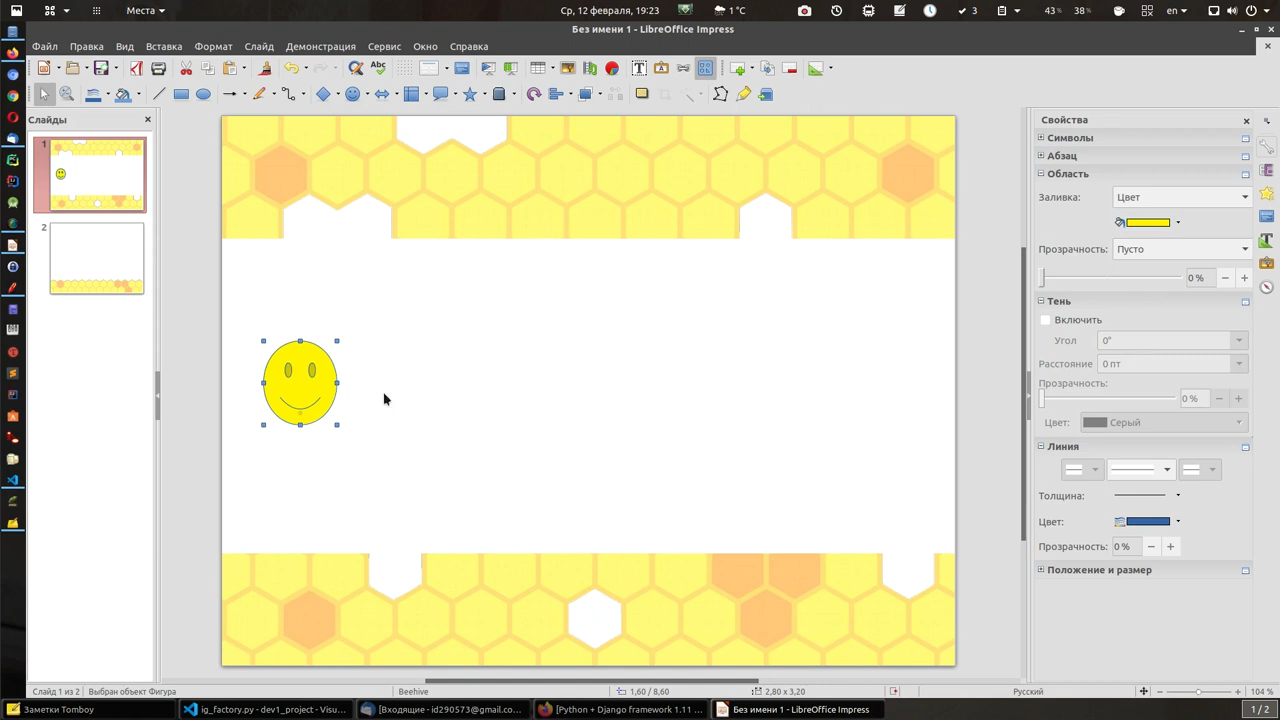 Места
Ср, 12 февраля, 19:23
1 °C
3
43 %
38 %
en
Без имени 1 - LibreOffice Impress
Файл
Правка
Вид
Вставка
Формат
Слайд
Демонстрация
Сервис
Окно
Справка
Слайды
1
2
Свойства
Символы
Абзац
Область
Заливка:
Цвет
Прозрачность:
Пусто
0 %
Тень
Включить
Угол
0°
Расстояние
0 пт
Прозрачность:
0 %
Цвет:
Серый
Линия
Толщина:
Цвет:
Прозрачность:
0 %
Положение и размер
Слайд 1 из 2
Выбран объект Фигура
Beehive
1,60 / 8,60
2,80 x 3,20
Русский
104 %
Заметки Tomboy
ig_factory.py - dev1_project - Visu...
[Входящие - id290573@gmail.co...
[Python + Django framework 1.11 ...
Без имени 1 - LibreOffice Impress
1 / 2